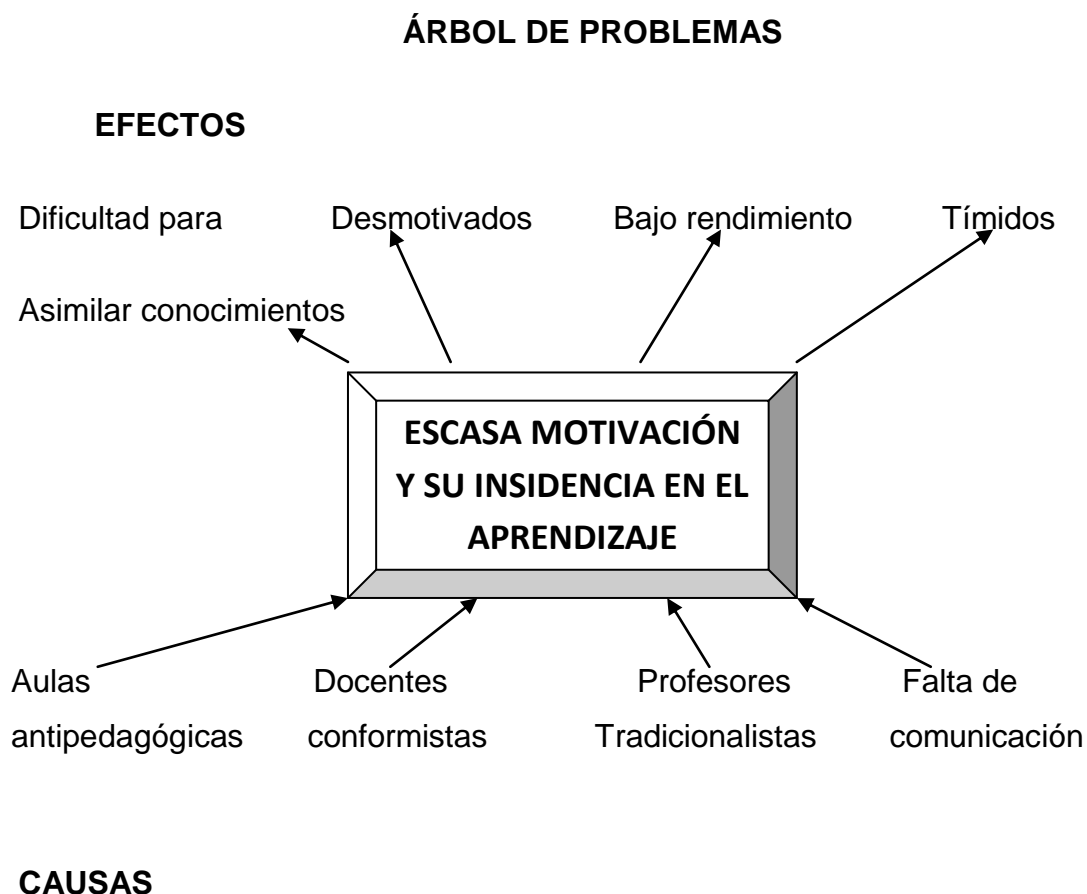 ÁRBOL DE PROBLEMAS
EFECTOS
Dificultad para Desmotivados Bajo rendimiento Tímidos
Asimilar conocimientos
ESCASA MOTIVACIÓN
Y SU INSIDENCIA EN EL
APRENDIZAJE
Aulas Docentes Profesores Falta de
antipedagógicas conformistas Tradicionalistas comunicación
CAUSAS